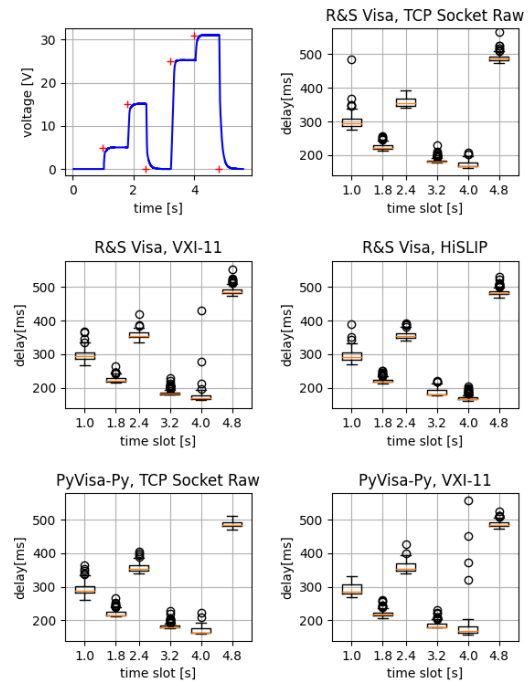 R&S Visa, TCP Socket Raw
voltage [V]
30
20
10
0
0
2
4
time [s]
delay[ms]
500
400
300
200
1.0 1.8 2.4 3.2 4.0 4.8
time slot [s]
R&S Visa, VXI-11
delay[ms]
500
400
300
200
1.0 1.8 2.4 3.2 4.0 4.8
time slot [s]
R&S Visa, HiSLIP
delay[ms]
500
400
300
200
1.0 1.8 2.4 3.2 4.0 4.8
time slot [s]
PyVisa-Py, TCP Socket Raw
delay[ms]
500
400
300
200
1.0 1.8 2.4 3.2 4.0 4.8
time slot [s]
PyVisa-Py, VXI-11
delay[ms]
500
400
300
200
1.0 1.8 2.4 3.2 4.0 4.8
time slot [s]